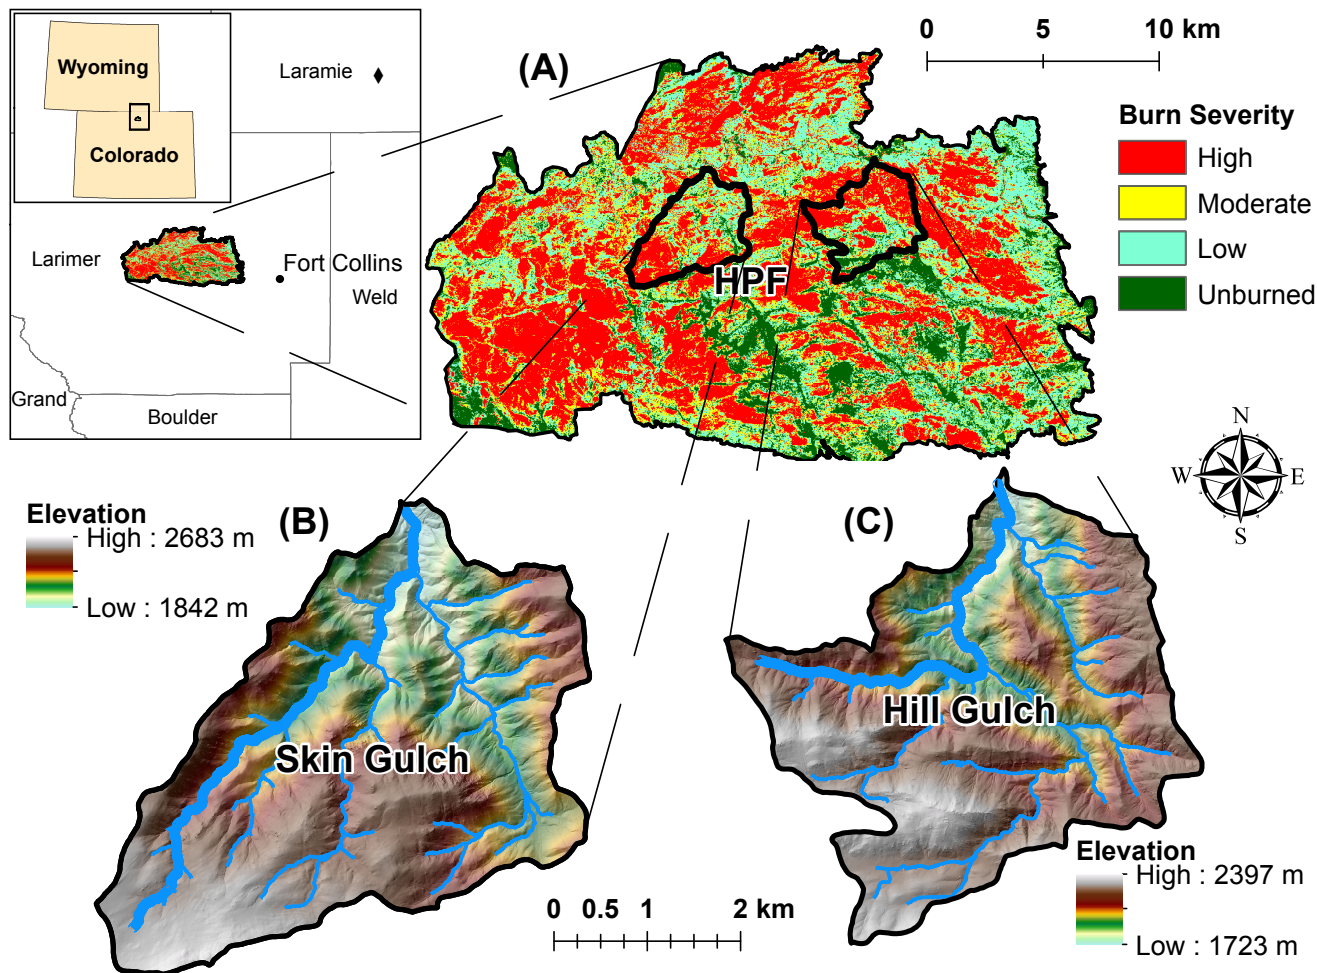 Wyoming
Colorado
Laramie
Larimer
Fort Collins
Weld
Grand
Boulder
(A)
0 5 10 km
HPF
Burn Severity
High
Moderate
Low
Unburned
N
W E
S
Elevation
High : 2683 m
Low : 1842 m
(B)
Skin Gulch
(C)
Hill Gulch
0 0.5 1 2 km
Elevation
High : 2397 m
Low : 1723 m